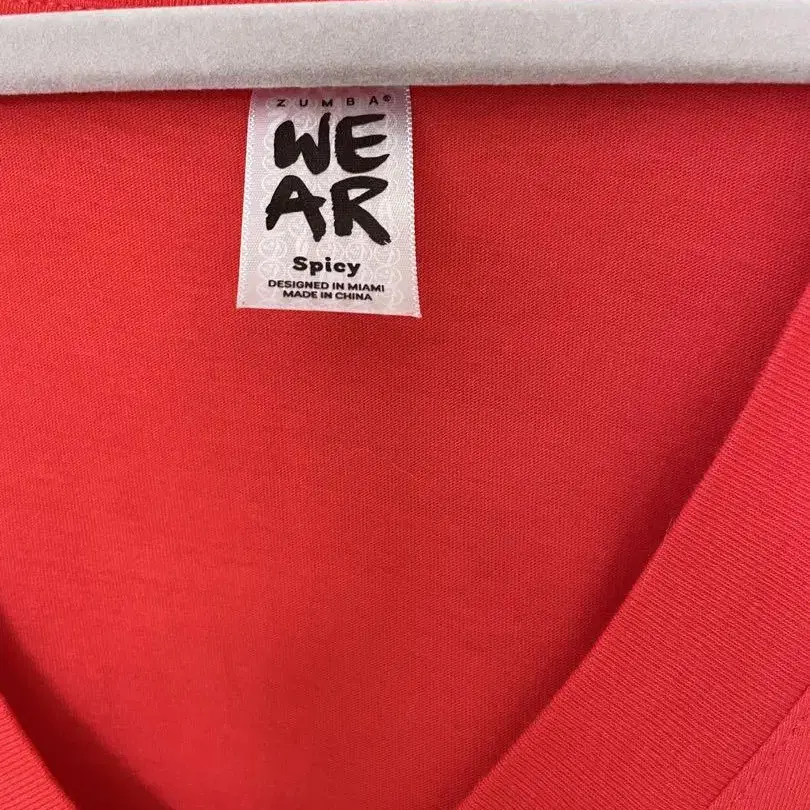 ZUMBA®
WE
AR
Spicy
DESIGNED IN MIAMI
MADE IN CHINA